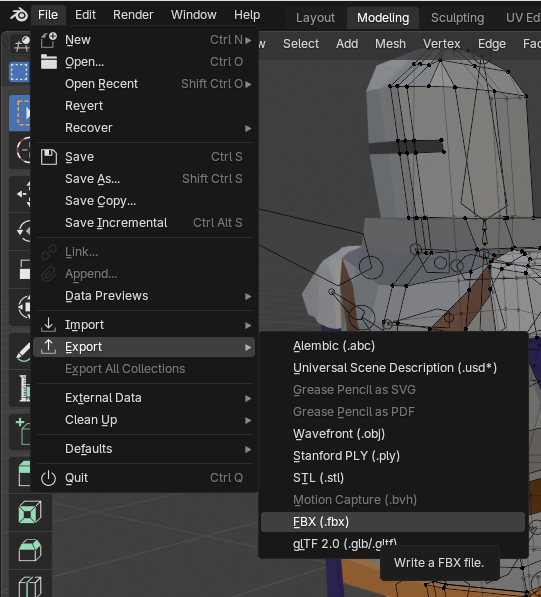 File Edit Render Window Help Layout Modeling Sculpting UV Ed
Select Add Mesh Vertex Edge Fac
New Ctrl N
Open... Ctrl O
Open Recent Shift Ctrl O
Revert
Recover
Save Ctrl S
Save As... Shift Ctrl S
Save Copy...
Save Incremental Ctrl Alt S
Link...
Append...
Data Previews
Import
Export
Export All Collections
External Data
Clean Up
Defaults
Quit Ctrl Q
Alembic (.abc)
Universal Scene Description (.usd*)
Grease Pencil as SVG
Grease Pencil as PDF
Wavefront (.obj)
Stanford PLY (.ply)
STL (.stl)
Motion Capture (.bvh)
FBX (.fbx)
glTF 2.0 (.glb/.gltf)
Write a FBX file.